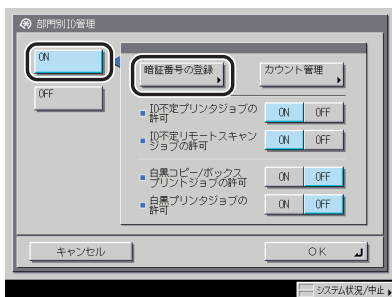 部門別ID管理
ON
OFF
暗証番号の登録
カウント管理
ID不定プリンタジョブの
許可
ON OFF
ID不定リモートスキャン
ジョブの許可
ON OFF
白黒コピー/ボックス
プリントジョブの許可
ON OFF
白黒プリンタジョブの
許可
ON OFF
キャンセル
OK
システム状況/中止